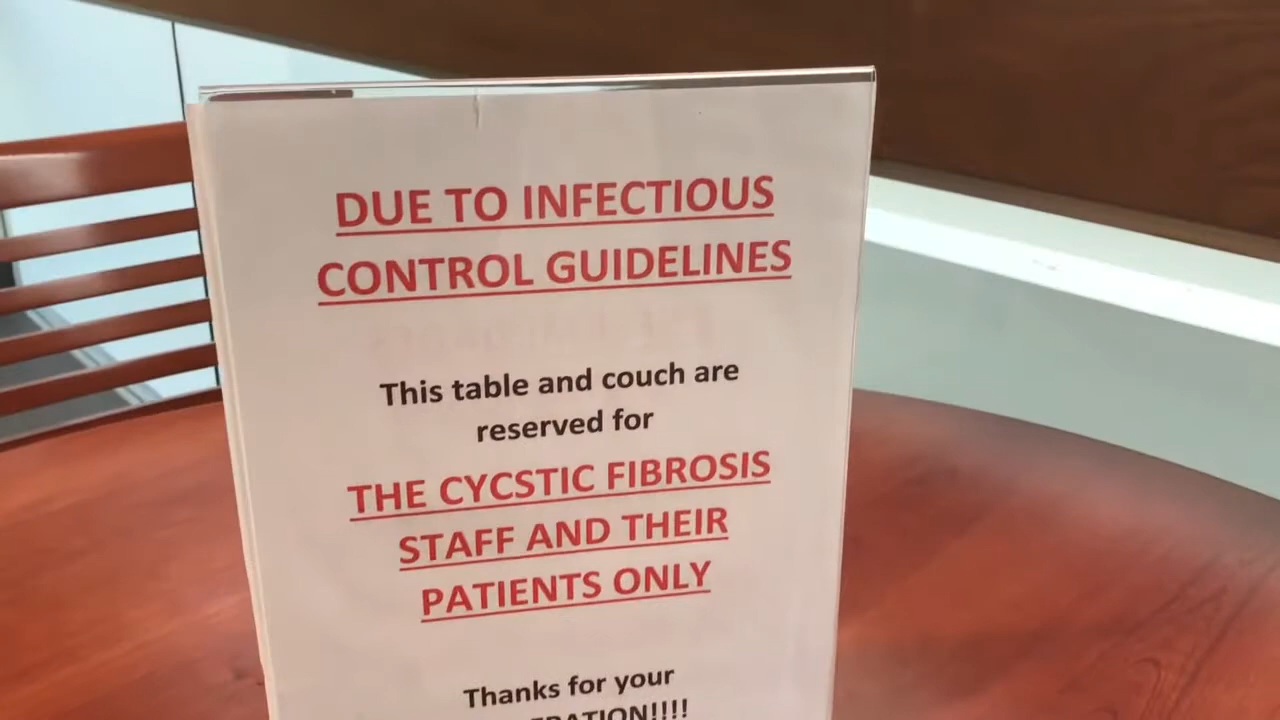 DUE TO INFECTIOUS
CONTROL GUIDELINES
This table and couch are
reserved for
THE CYCSTIC FIBROSIS
STAFF AND THEIR
PATIENTS ONLY
Thanks for your